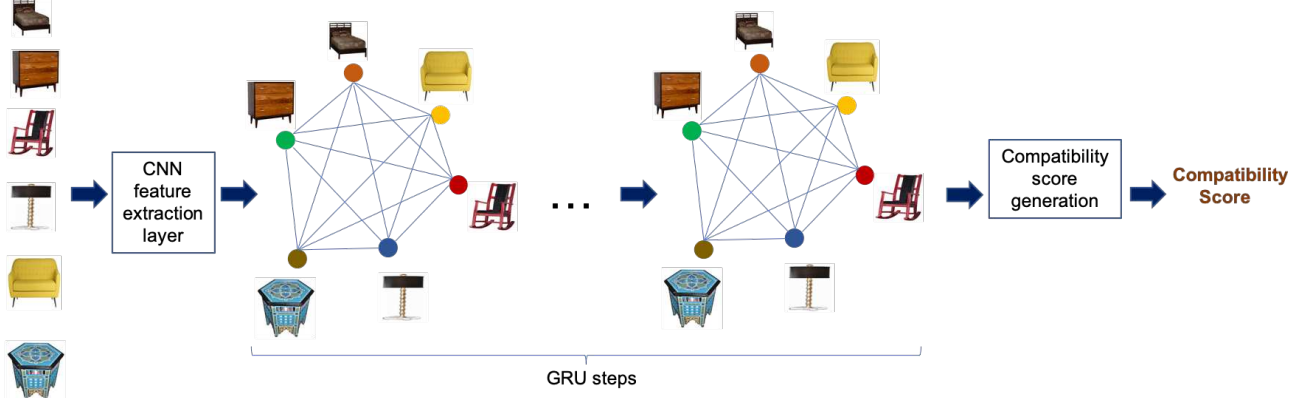 CNN
feature
extraction
layer
...
GRU steps
Compatibility
score
generation
Compatibility
Score